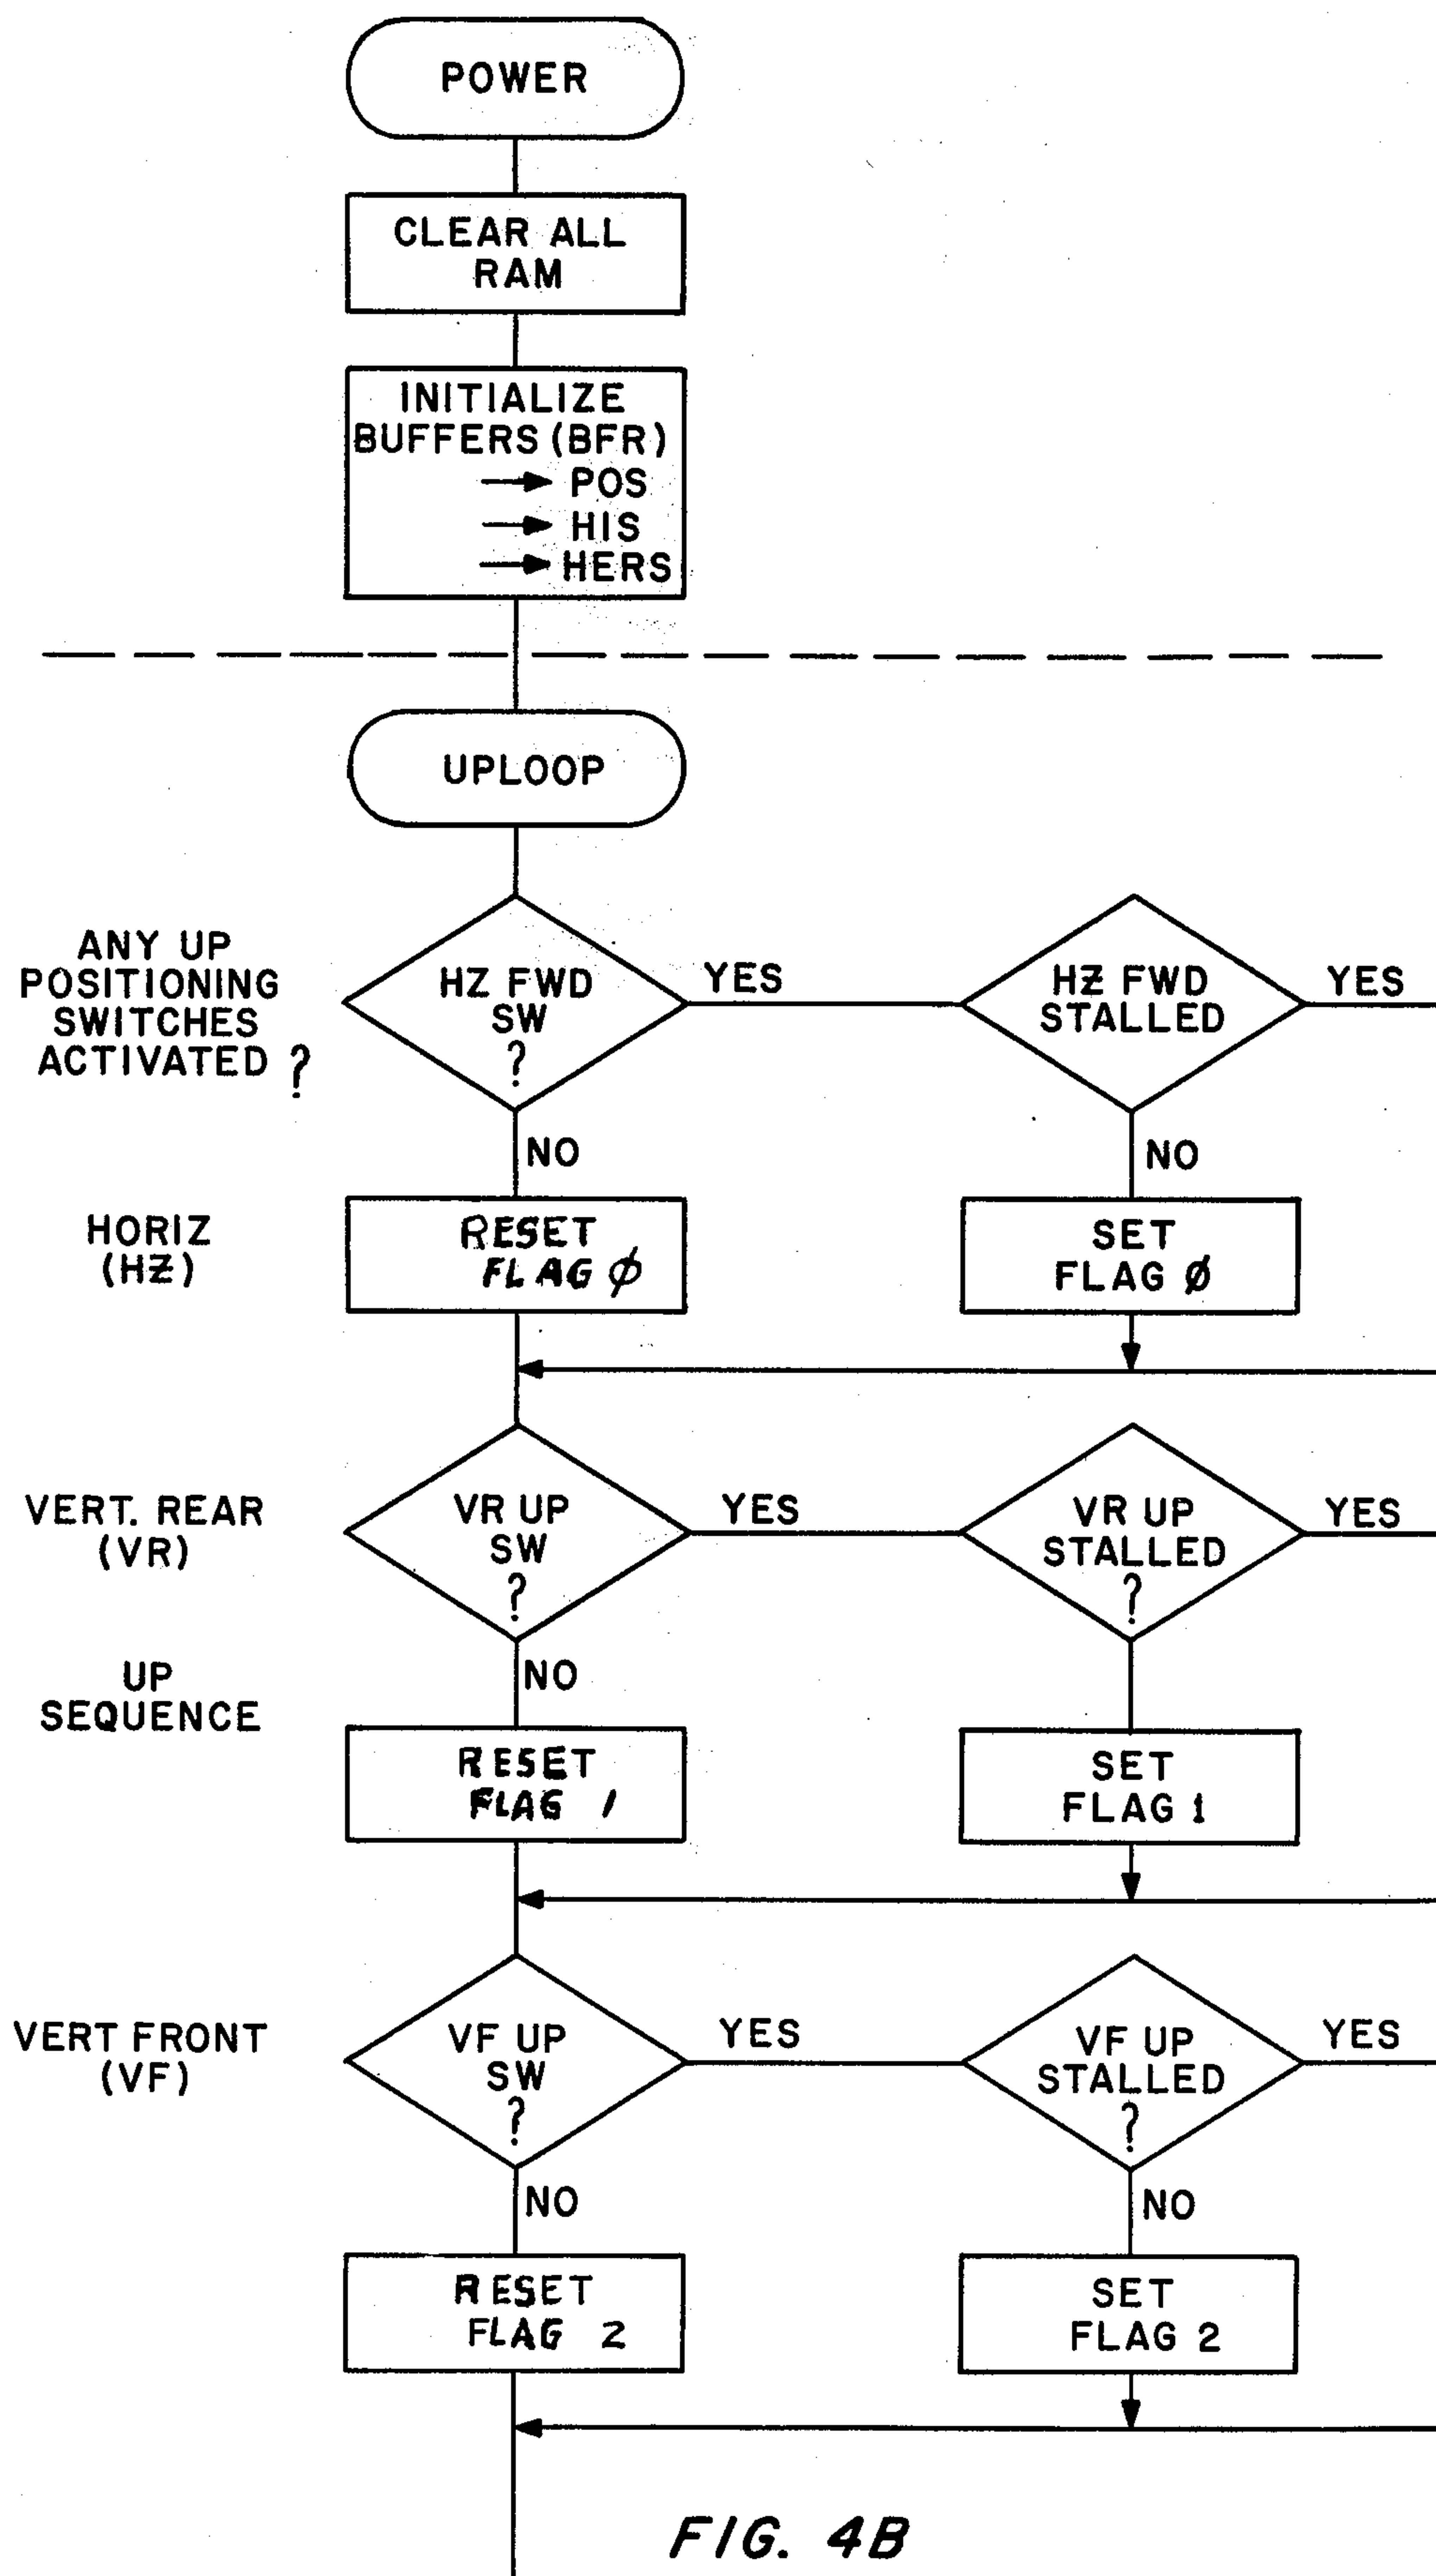 POWER
CLEAR ALL
RAM
INITIALIZE
BUFFERS (BFR)
→ POS
→ HIS
→ HERS
UPLOOP
ANY UP
POSITIONING
SWITCHES
ACTIVATED ?
HZ FWD
SW
?
YES
HZ FWD
STALLED
YES
NO
NO
HORIZ
(HZ)
RESET
FLAG Ø
SET
FLAG Ø
VERT. REAR
(VR)
VR UP
SW
?
YES
VR UP
STALLED
?
YES
UP
SEQUENCE
NO
RESET
FLAG 1
SET
FLAG 1
VERT FRONT
(VF)
VF UP
SW
?
YES
VF UP
STALLED
?
YES
NO
NO
RESET
FLAG 2
SET
FLAG 2
FIG. 4B